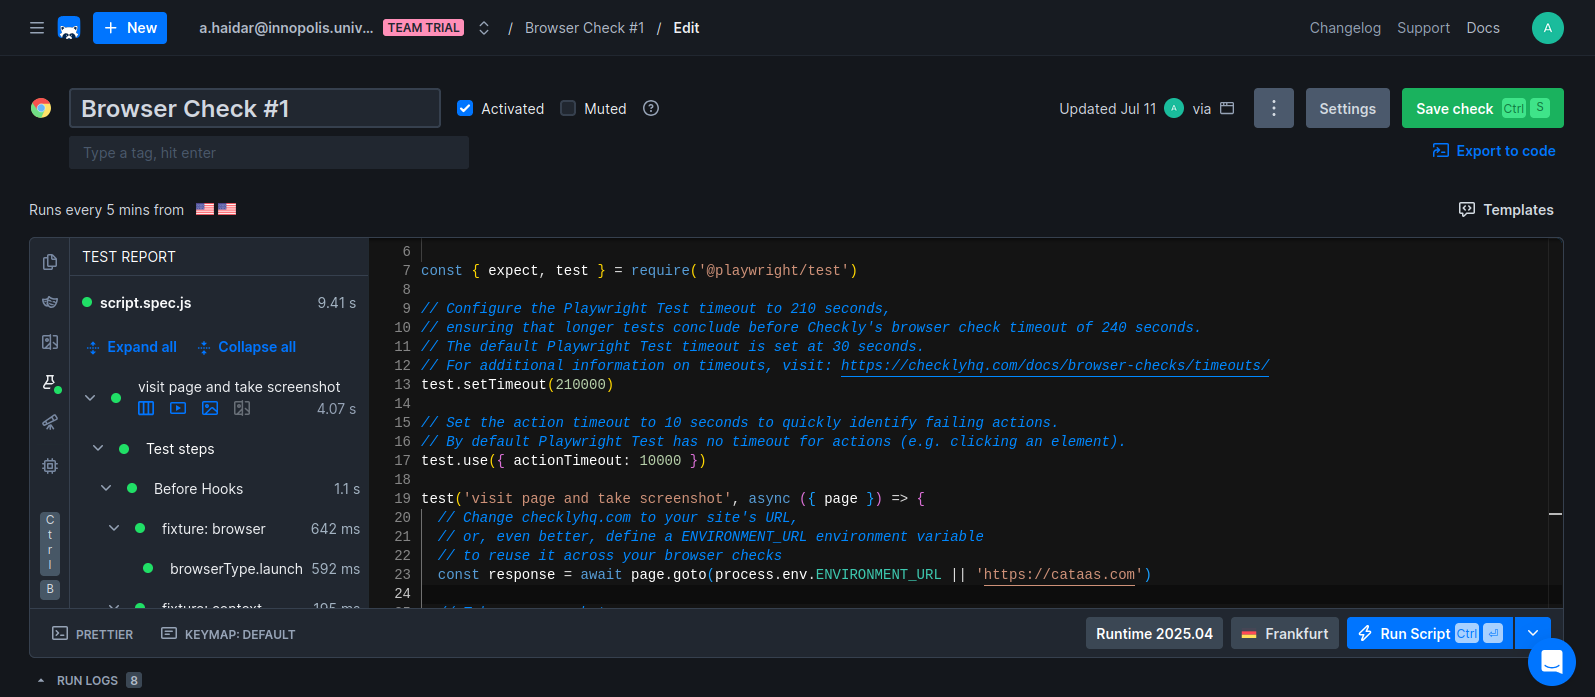 New
a.haidar@innopolis.univ... TEAM TRIAL / Browser Check #1 / Edit
Changelog Support Docs A
Browser Check #1
Activated Muted ?
Updated Jul 11 A via
Settings
Save check Ctrl S
Type a tag, hit enter
Export to code
Runs every 5 mins from
Templates
TEST REPORT
script.spec.js 9.41 s
Expand all Collapse all
visit page and take screenshot
4.07 s
Test steps
Before Hooks 1.1 s
fixture: browser 642 ms
browserType.launch 592 ms
fixture: context 195 ms
Ctrl
B
6
7 const { expect, test } = require('@playwright/test')
8
9 // Configure the Playwright Test timeout to 210 seconds,
10 // ensuring that longer tests conclude before Checkly's browser check timeout of 240 seconds.
11 // The default Playwright Test timeout is set at 30 seconds.
12 // For additional information on timeouts, visit: https://checklyhq.com/docs/browser-checks/timeouts/
13 test.setTimeout(210000)
14
15 // Set the action timeout to 10 seconds to quickly identify failing actions.
16 // By default Playwright Test has no timeout for actions (e.g. clicking an element).
17 test.use({ actionTimeout: 10000 })
18
19 test('visit page and take screenshot', async ({ page }) => {
20 // Change checklyhq.com to your site's URL,
21 // or, even better, define a ENVIRONMENT_URL environment variable
22 // to reuse it across your browser checks
23 const response = await page.goto(process.env.ENVIRONMENT_URL || 'https://cataas.com')
24
PRETTIER KEYMAP: DEFAULT
Runtime 2025.04 Frankfurt Run Script Ctrl ⏎
RUN LOGS 8